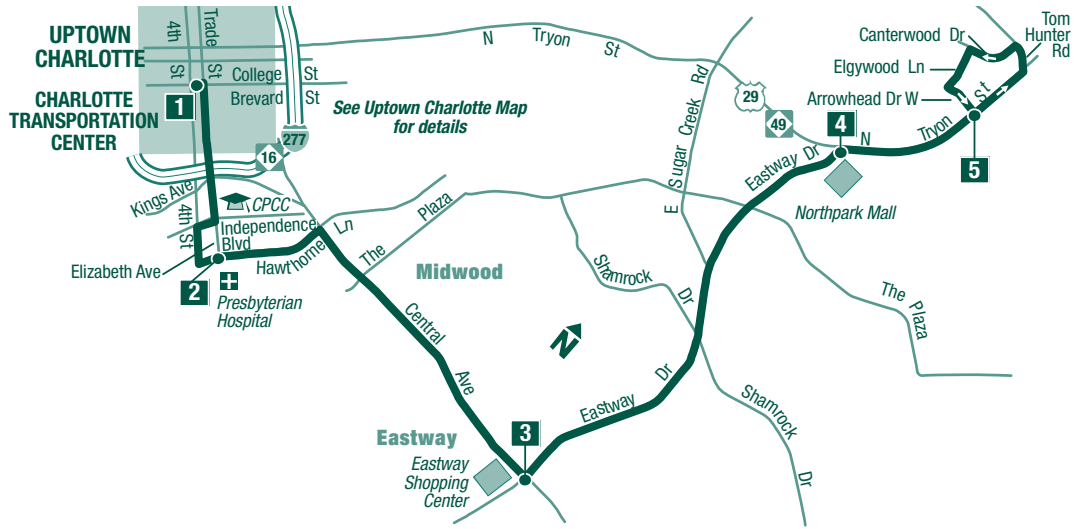 UPTOWN
CHARLOTTE
4th
St
Trade
St
College St
Brevard St
CHARLOTTE
TRANSPORTATION
CENTER
1
See Uptown Charlotte Map
for details
277
16
N Tryon St
E Sugar Creek Rd
29
49
Canterwood Dr
Tom
Hunter
Rd
Elgywood Ln
Arrowhead Dr W
N Tryon St
4
5
Eastway Dr
Northpark Mall
Kings Ave
CPCC
4th
St
Independence
Blvd
Elizabeth Ave
Hawthorne Ln
2
Presbyterian
Hospital
The Plaza
Midwood
Shamrock Dr
The Plaza
N
Central Ave
Eastway Dr
Shamrock Dr
Eastway
3
Eastway
Shopping
Center